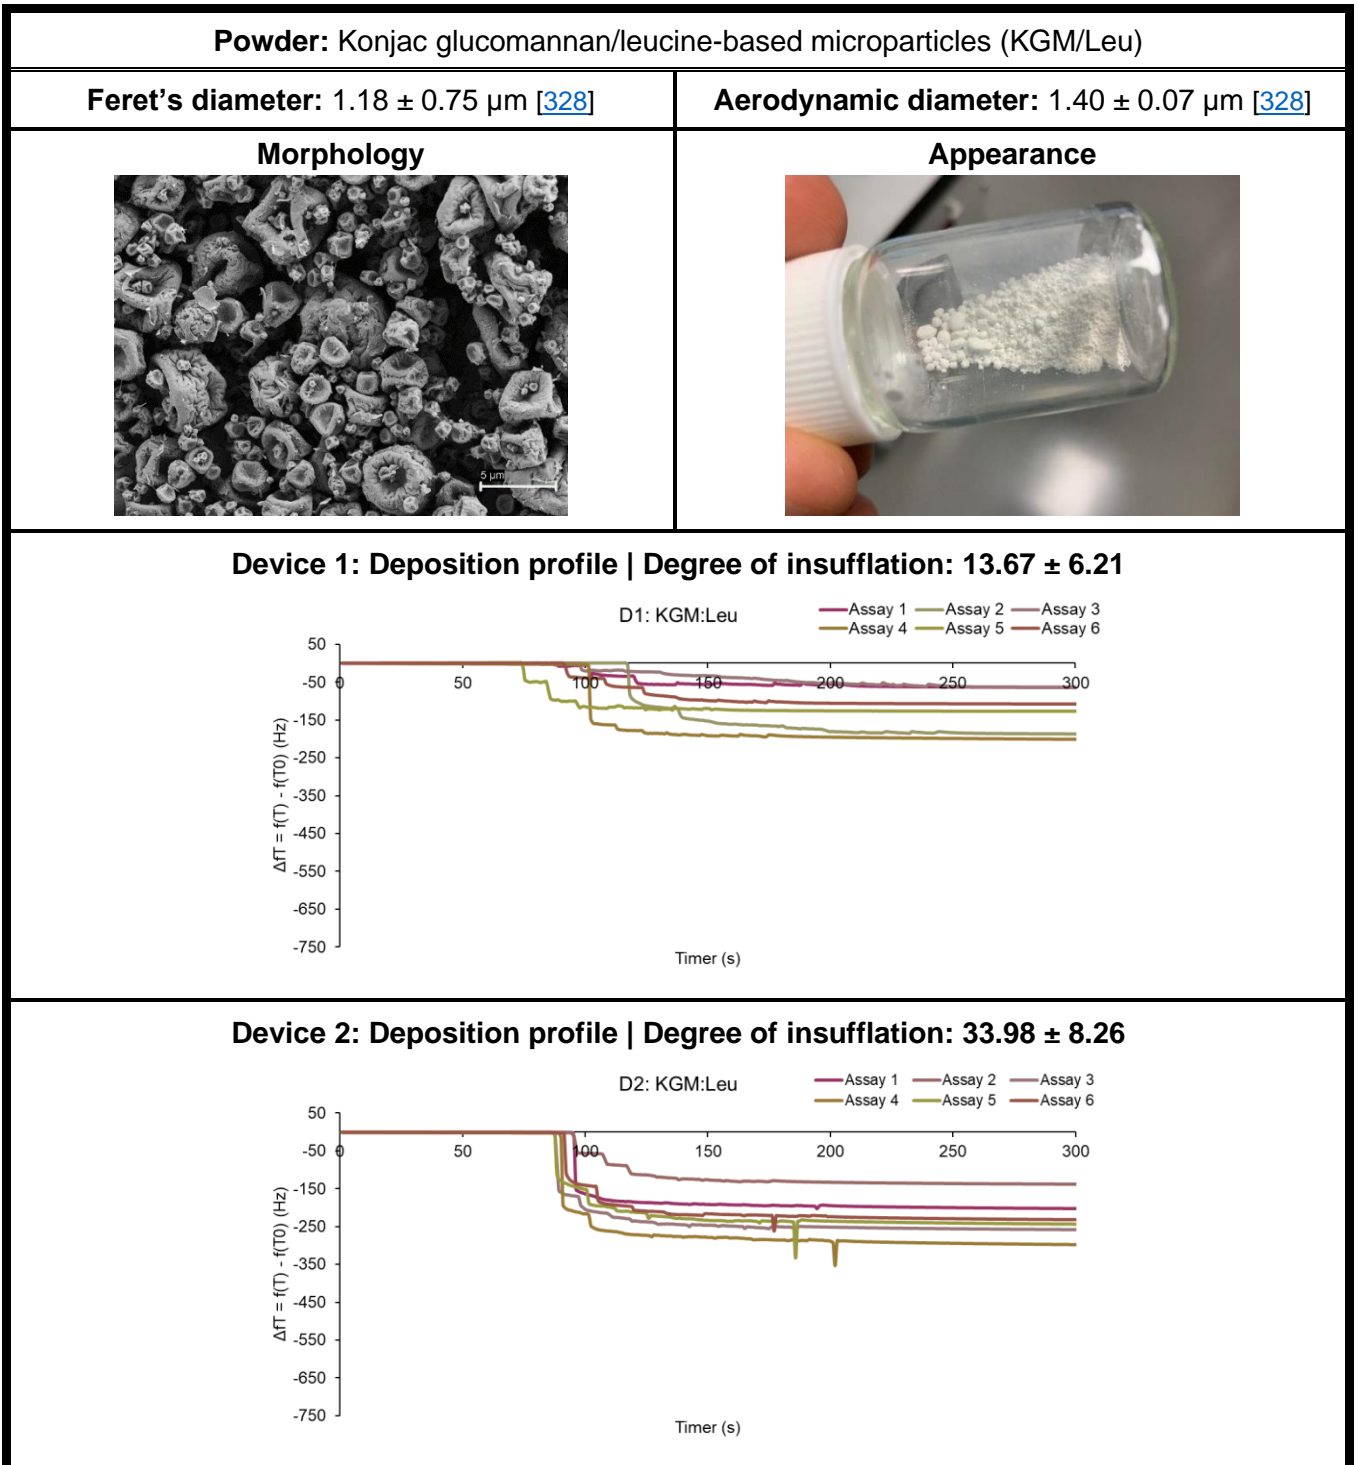 Powder: Konjac glucomannan/leucine-based microparticles (KGM/Leu)
Feret's diameter: 1.18 ± 0.75 µm [328]
Aerodynamic diameter: 1.40 ± 0.07 µm [328]
Morphology
5 µm
Appearance
Device 1: Deposition profile | Degree of insufflation: 13.67 ± 6.21
D1: KGM:Leu
Assay 1 Assay 2 Assay 3
Assay 4 Assay 5 Assay 6
ΔfT = f(T) - f(T0) (Hz)
50
-50
-150
-250
-350
-450
-550
-650
-750
0 50 100 150 200 250 300
Timer (s)
Device 2: Deposition profile | Degree of insufflation: 33.98 ± 8.26
D2: KGM:Leu
Assay 1 Assay 2 Assay 3
Assay 4 Assay 5 Assay 6
ΔfT = f(T) - f(T0) (Hz)
50
-50
-150
-250
-350
-450
-550
-650
-750
0 50 100 150 200 250 300
Timer (s)